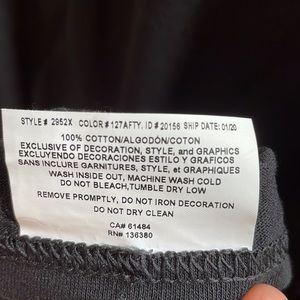 STYLE # 2952X COLOR # 127AFTY, ID # 20156 SHIP DATE: 01/20
100% COTTON/ALGODÓN/COTON
EXCLUSIVE OF DECORATION, STYLE, and GRAPHICS
EXCLUYENDO DECORACIONES ESTILO Y GRAFICOS
SANS INCLURE GARNITURES, STYLE, et GRAPHIQUES
WASH INSIDE OUT, MACHINE WASH COLD
DO NOT BLEACH,TUMBLE DRY LOW
REMOVE PROMPTLY, DO NOT IRON DECORATION
DO NOT DRY CLEAN
CA# 61484
RN# 136380